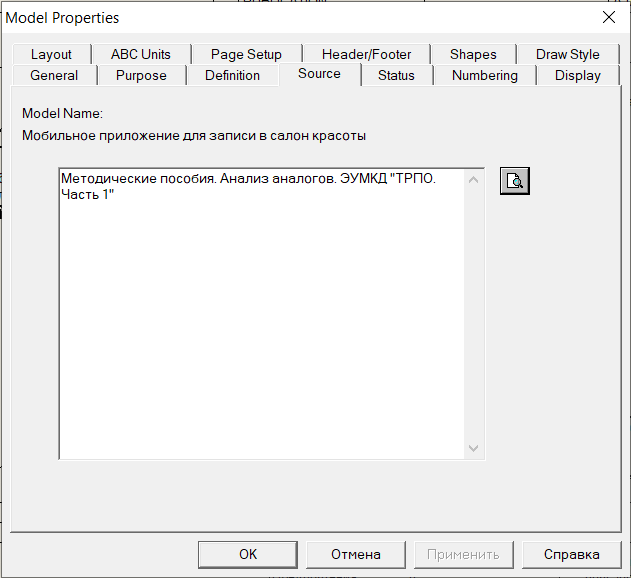 Model Properties
Layout ABC Units Page Setup Header/Footer Shapes Draw Style
General Purpose Definition Source Status Numbering Display
Model Name:
Мобильное приложение для записи в салон красоты
Методические пособия. Анализ аналогов. ЭУМКД "ТРПО.
Часть 1"
OK Отмена Применить Справка